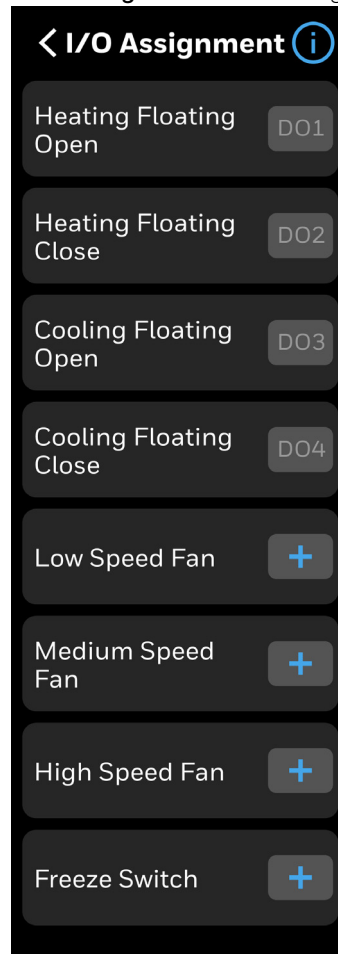 I/O Assignment
Heating Floating
Open
DO1
Heating Floating
Close
DO2
Cooling Floating
Open
DO3
Cooling Floating
Close
DO4
Low Speed Fan
+
Medium Speed
Fan
+
High Speed Fan
+
Freeze Switch
+